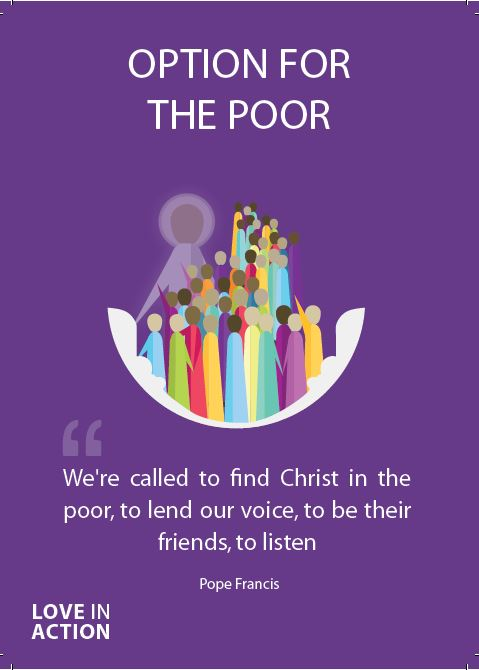 OPTION FOR
THE POOR
“
We're called to find Christ in the
poor, to lend our voice, to be their
friends, to listen
Pope Francis
LOVE IN
ACTION